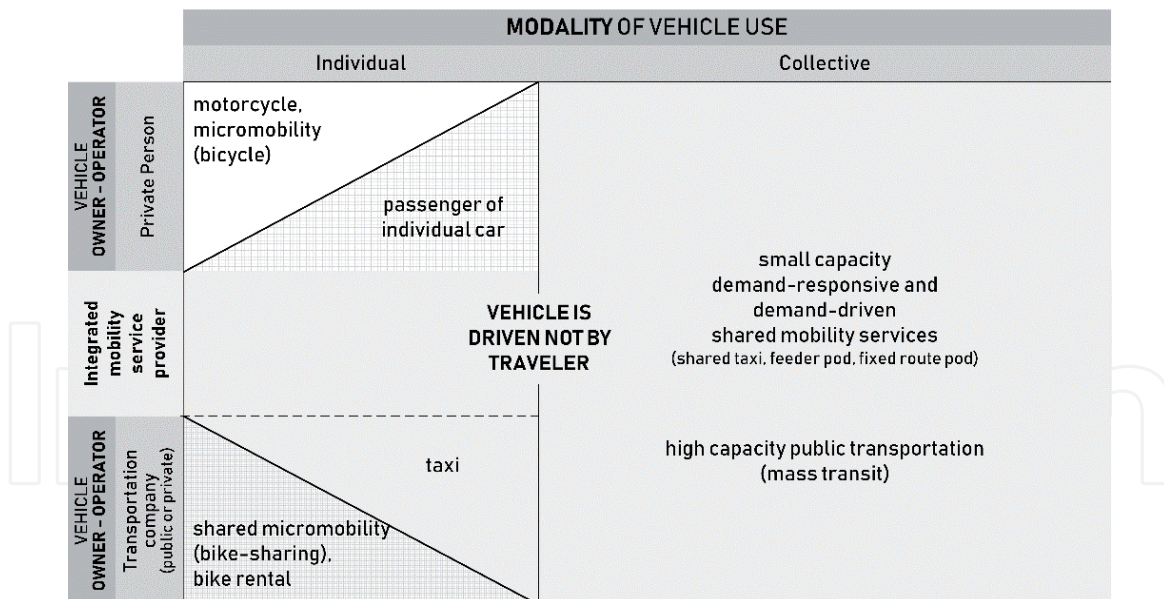 MODALITY OF VEHICLE USE
Individual
Collective
VEHICLE
OWNER - OPERATOR
Private Person
motorcycle,
micromobility
(bicycle)
passenger of
individual car
Integrated
mobility
service
provider
VEHICLE IS
DRIVEN NOT BY
TRAVELER
small capacity
demand-responsive and
demand-driven
shared mobility services
(shared taxi, feeder pod, fixed route pod)
VEHICLE
OWNER - OPERATOR
Transportation
company
(public or private)
taxi
shared micromobility
(bike-sharing),
bike rental
high capacity public transportation
(mass transit)